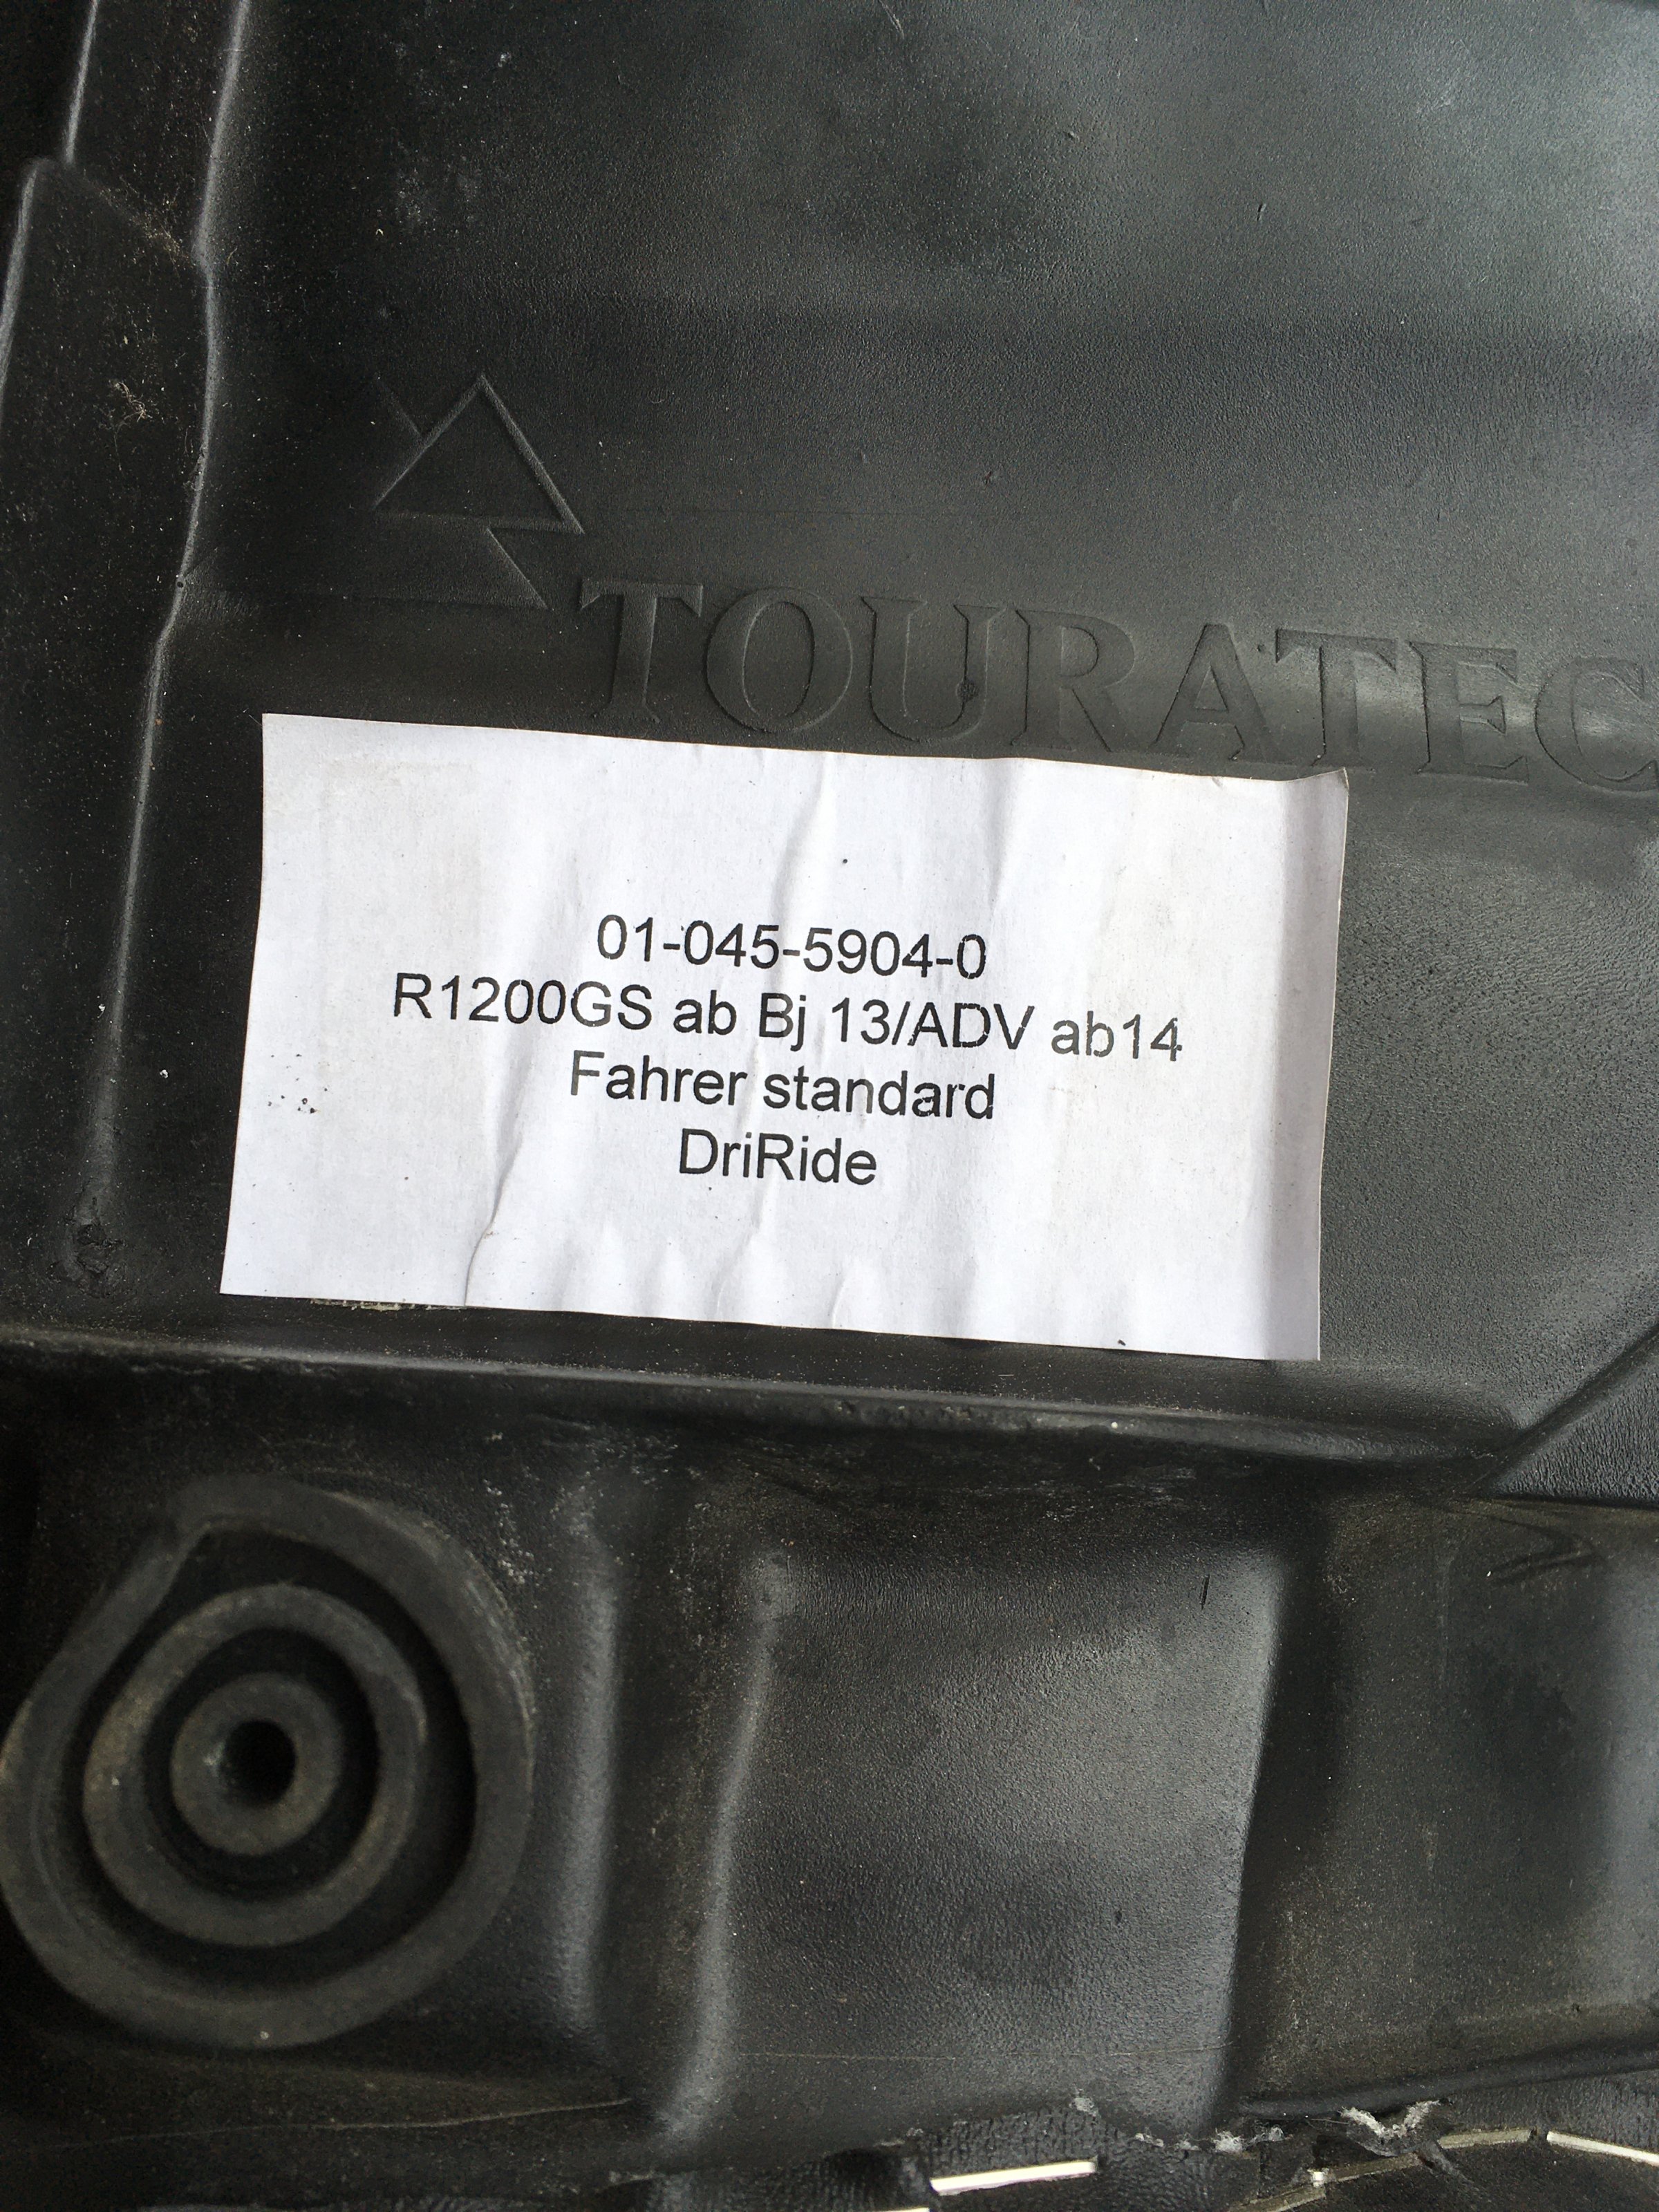 TOURATEC
01-045-5904-0
R1200GS ab Bj 13/ADV ab14
Fahrer standard
DriRide